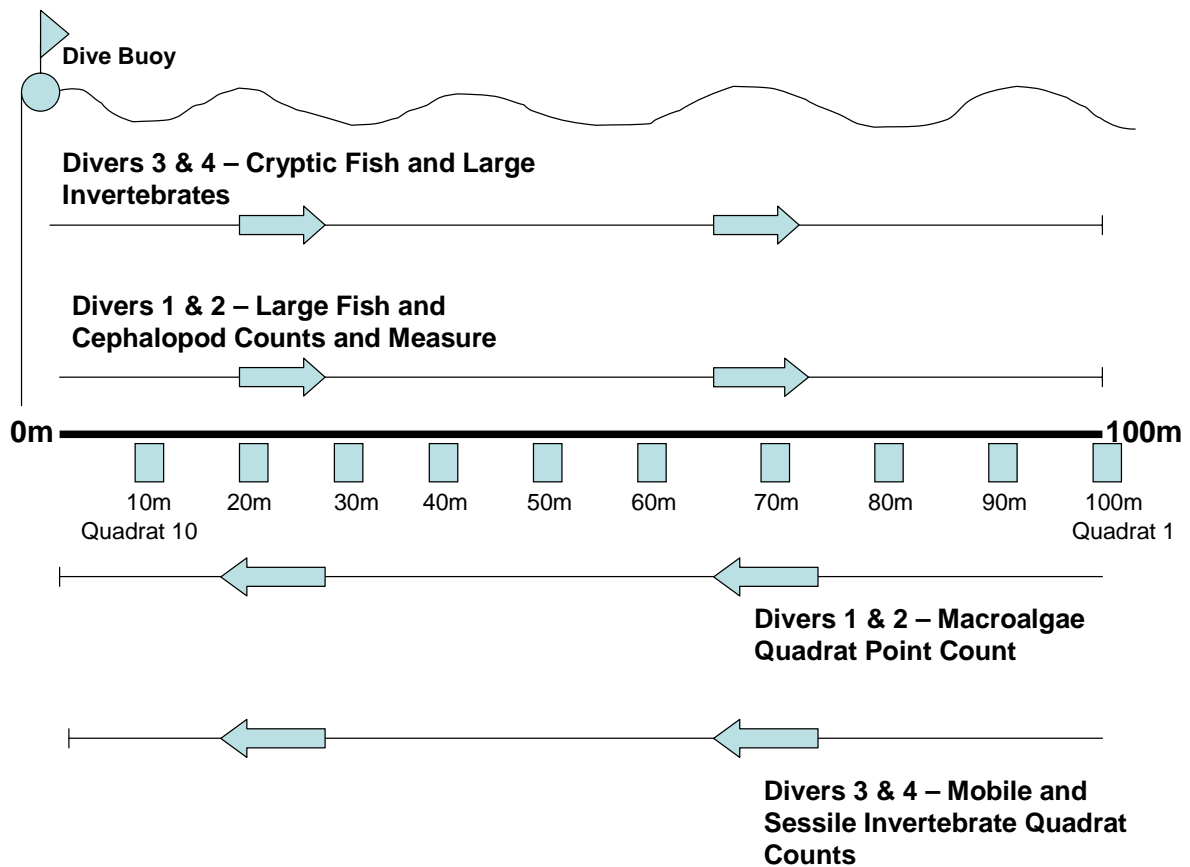 Dive Buoy
Divers 3 & 4 – Cryptic Fish and Large
Invertebrates
Divers 1 & 2 – Large Fish and
Cephalopod Counts and Measure
0m 100m
10m 20m 30m 40m 50m 60m 70m 80m 90m 100m
Quadrat 10 Quadrat 1
Divers 1 & 2 – Macroalgae
Quadrat Point Count
Divers 3 & 4 – Mobile and
Sessile Invertebrate Quadrat
Counts